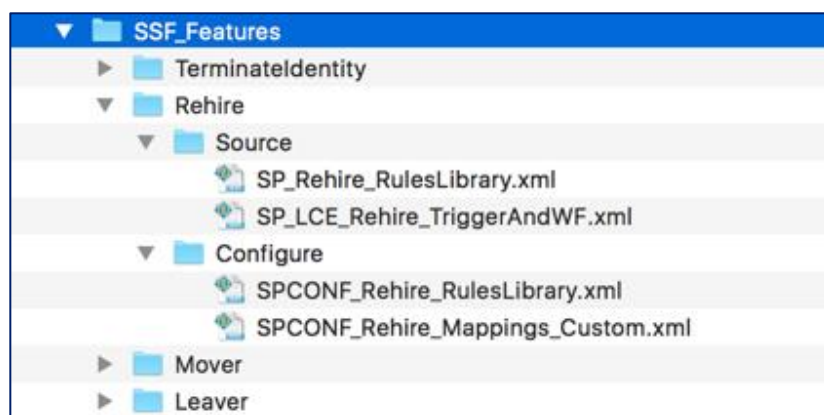 SSF_Features
TerminateIdentity
Rehire
Source
SP_Rehire_RulesLibrary.xml
SP_LCE_Rehire_TriggerAndWF.xml
Configure
SPCONF_Rehire_RulesLibrary.xml
SPCONF_Rehire_Mappings_Custom.xml
Mover
Leaver